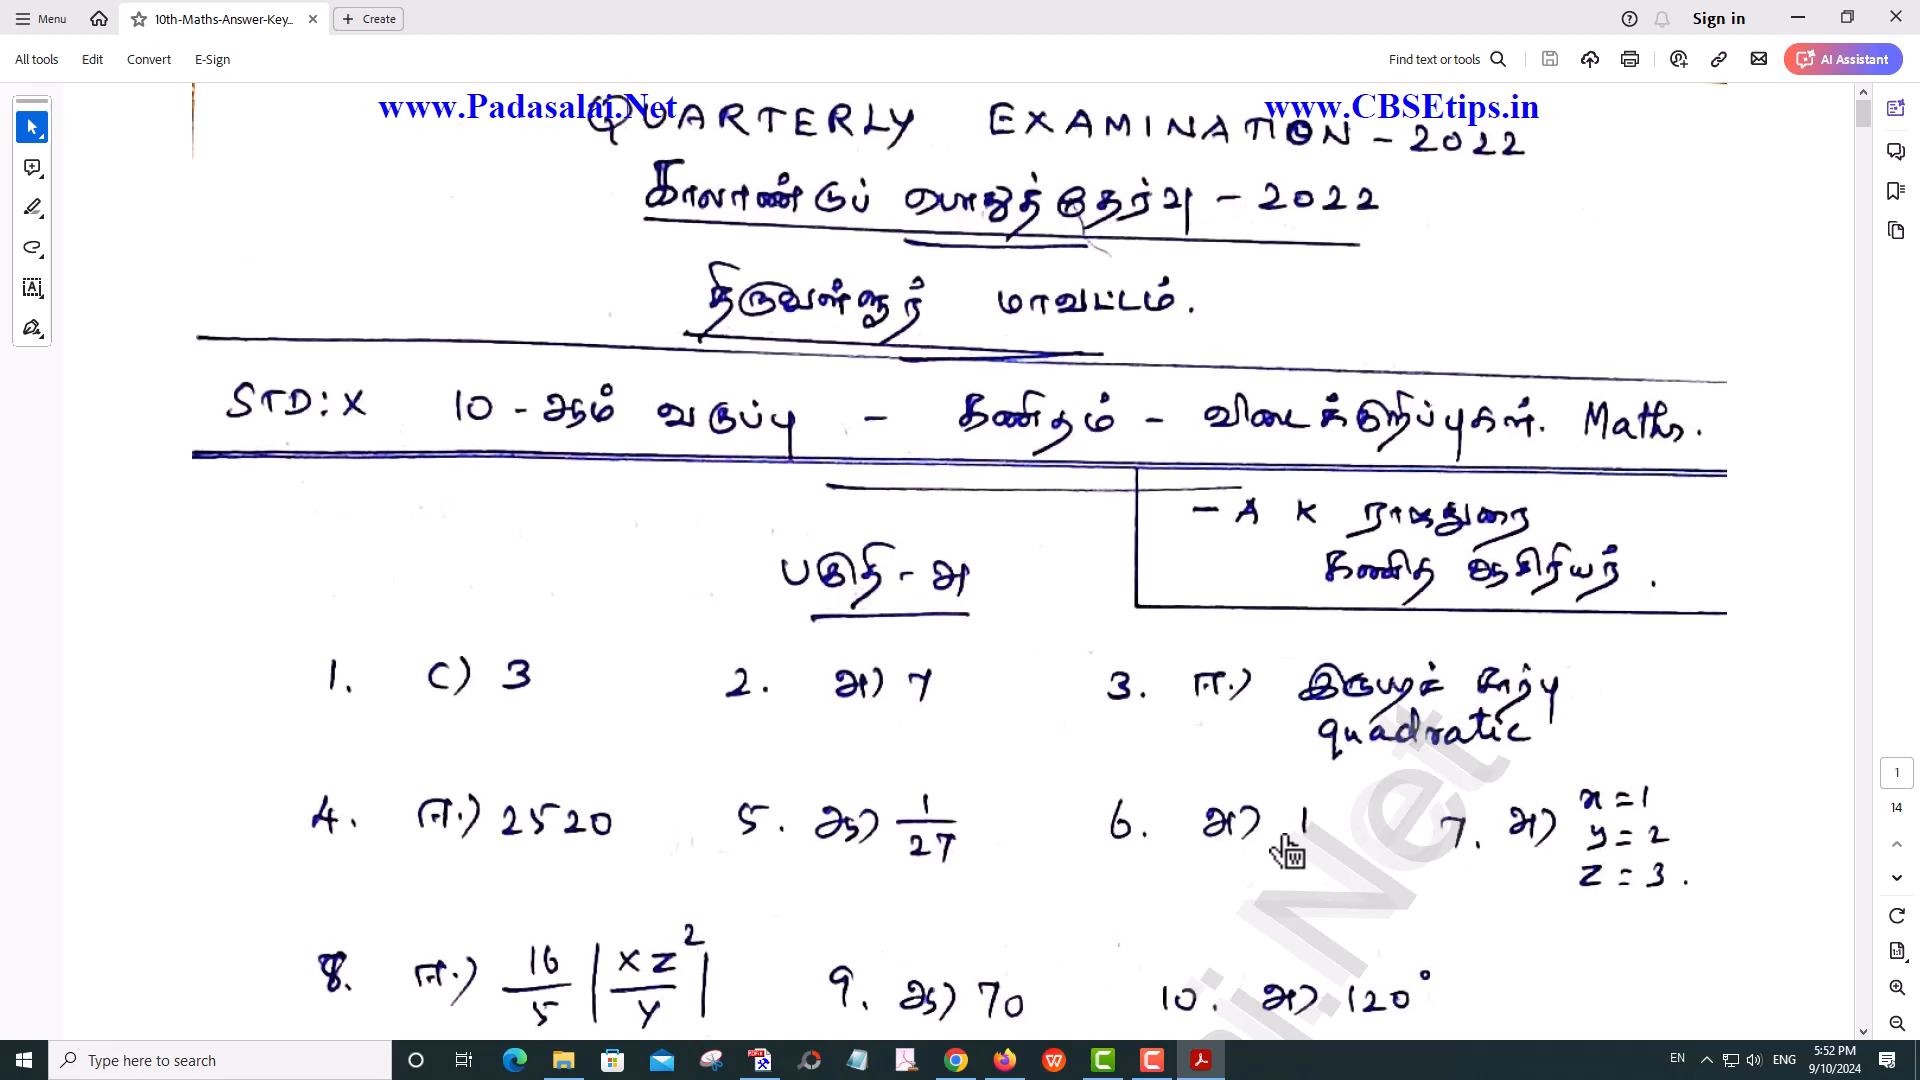 Menu 10th-Maths-Answer-Key... Create Sign in
All tools Edit Convert E-Sign Find text or tools AI Assistant
www.Padasalai.Net www.CBSEtips.in
QUARTERLY EXAMINATION - 2022
காலாண்டுப் பொதுத் தேர்வு - 2022
திருவள்ளூர் மாவட்டம்.
STD: X 10 - ஆம் வகுப்பு - கணிதம் - விடைக்குறிப்புகள். Maths.
- A K ராமதுரை
கணித ஆசிரியர்.
பகுதி - அ
1. C) 3 2. அ) 7 3. ஈ) இருபடிச் சார்பு
quadratic
4. ஈ) 2520 5. ஆ) 1/27 6. அ) 1 7. அ) x = 1
y = 2
z = 3.
8. ஈ) 16/5 |xz²/y| 9. ஆ) 70 10. அ) 120°
1
14
Type here to search EN ENG 5:52 PM
9/10/2024